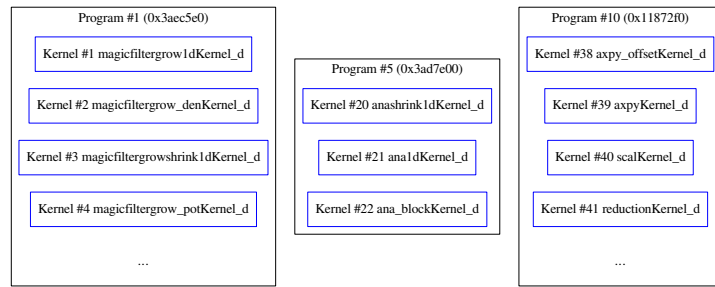 Program #1 (0x3aec5e0)
Kernel #1 magicfiltergrow1dKernel_d
Kernel #2 magicfiltergrow_denKernel_d
Kernel #3 magicfiltergrowshrink1dKernel_d
Kernel #4 magicfiltergrow_potKernel_d
...
Program #5 (0x3ad7e00)
Kernel #20 anashrink1dKernel_d
Kernel #21 ana1dKernel_d
Kernel #22 ana_blockKernel_d
Program #10 (0x11872f0)
Kernel #38 axpy_offsetKernel_d
Kernel #39 axpyKernel_d
Kernel #40 scalKernel_d
Kernel #41 reductionKernel_d
...